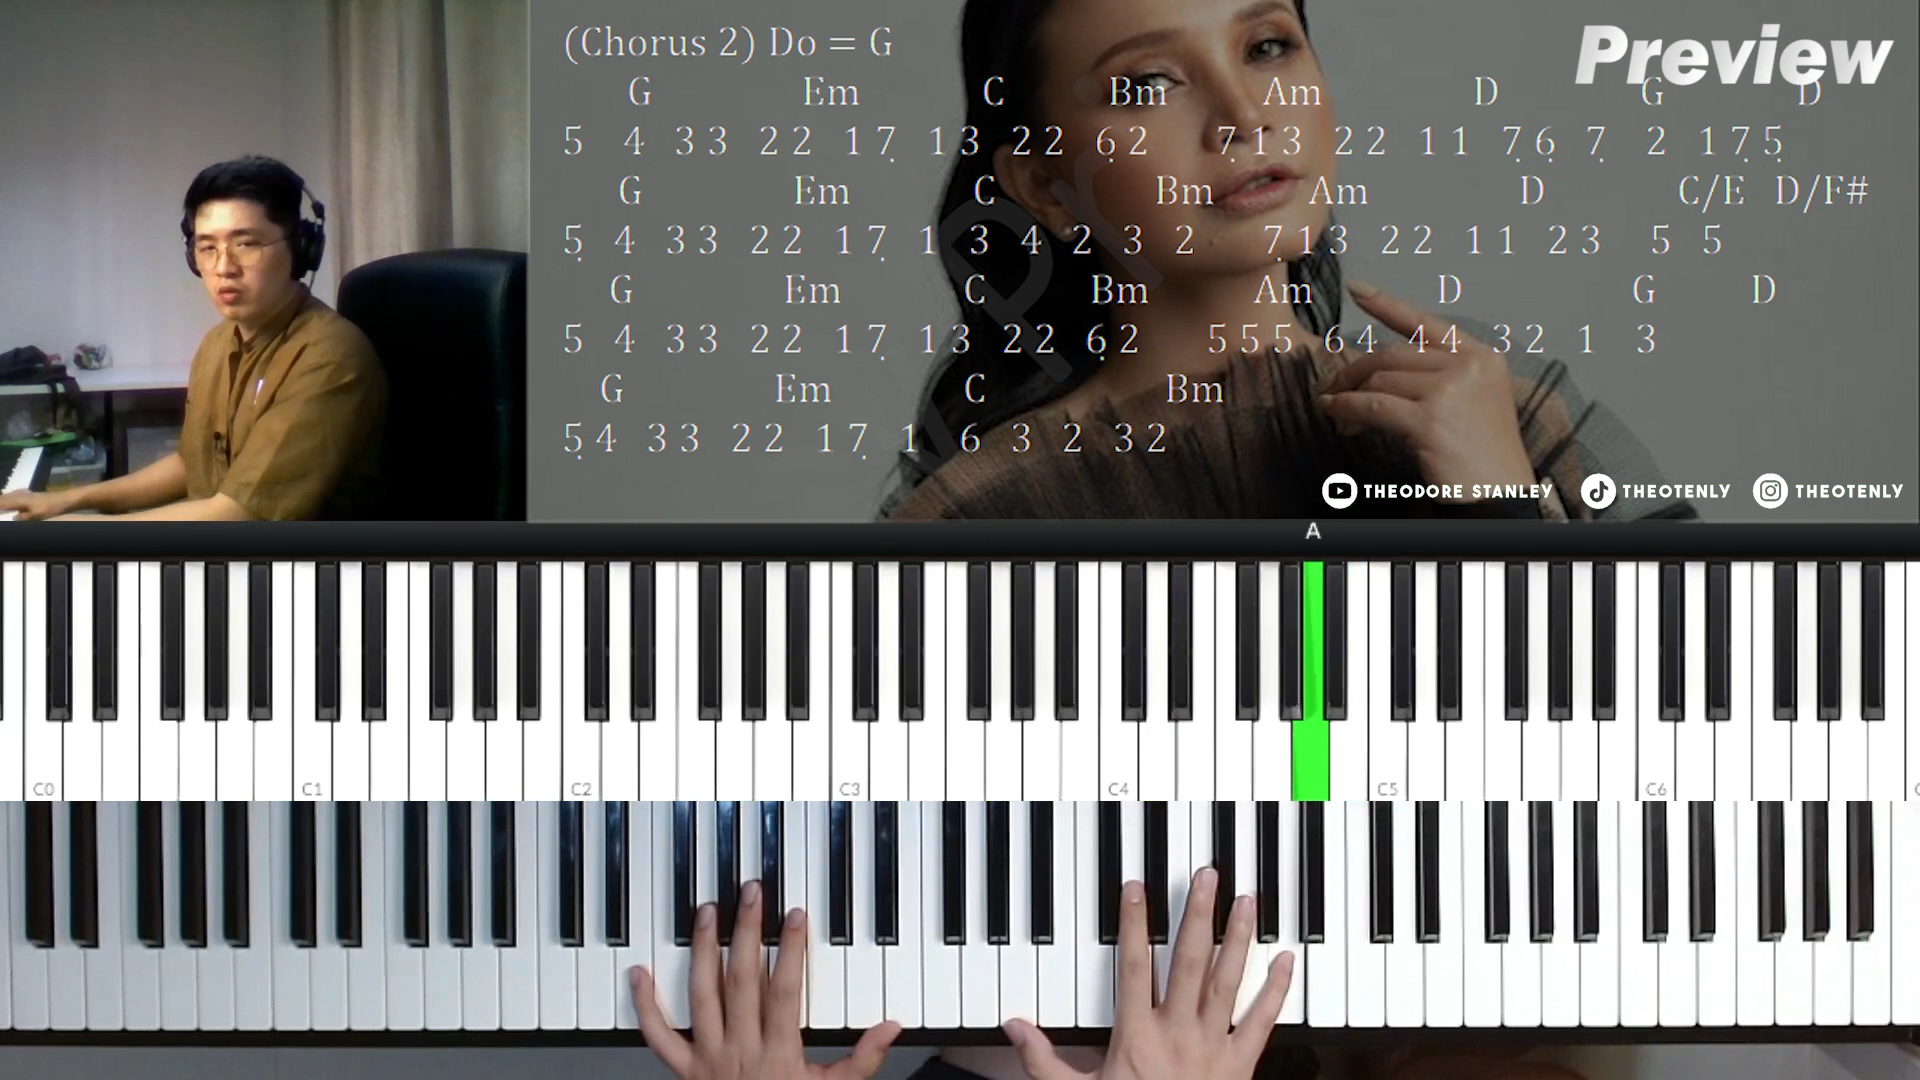 (Chorus 2) Do = G
Preview
G Em C Bm Am D G D
5 4 3 3 2 2 1 7̣ 1 3 2 2 6̣ 2 7̣ 1 3 2 2 1 1 7̣ 6̣ 7̣ 2 1 7̣ 5̣
G Em C Bm Am D C/E D/F#
5̣ 4 3 3 2 2 1 7̣ 1 3 4 2 3 2 7̣ 1 3 2 2 1 1 2 3 5 5
G Em C Bm Am D G D
5 4 3 3 2 2 1 7̣ 1 3 2 2 6̣ 2 5 5 5 6 4 4 4 3 2 1 3
G Em C Bm
5̣ 4 3 3 2 2 1 7̣ 1 6 3 2 3 2
THEODORE STANLEY THEOTENLY THEOTENLY
A
C0 C1 C2 C3 C4 C5 C6